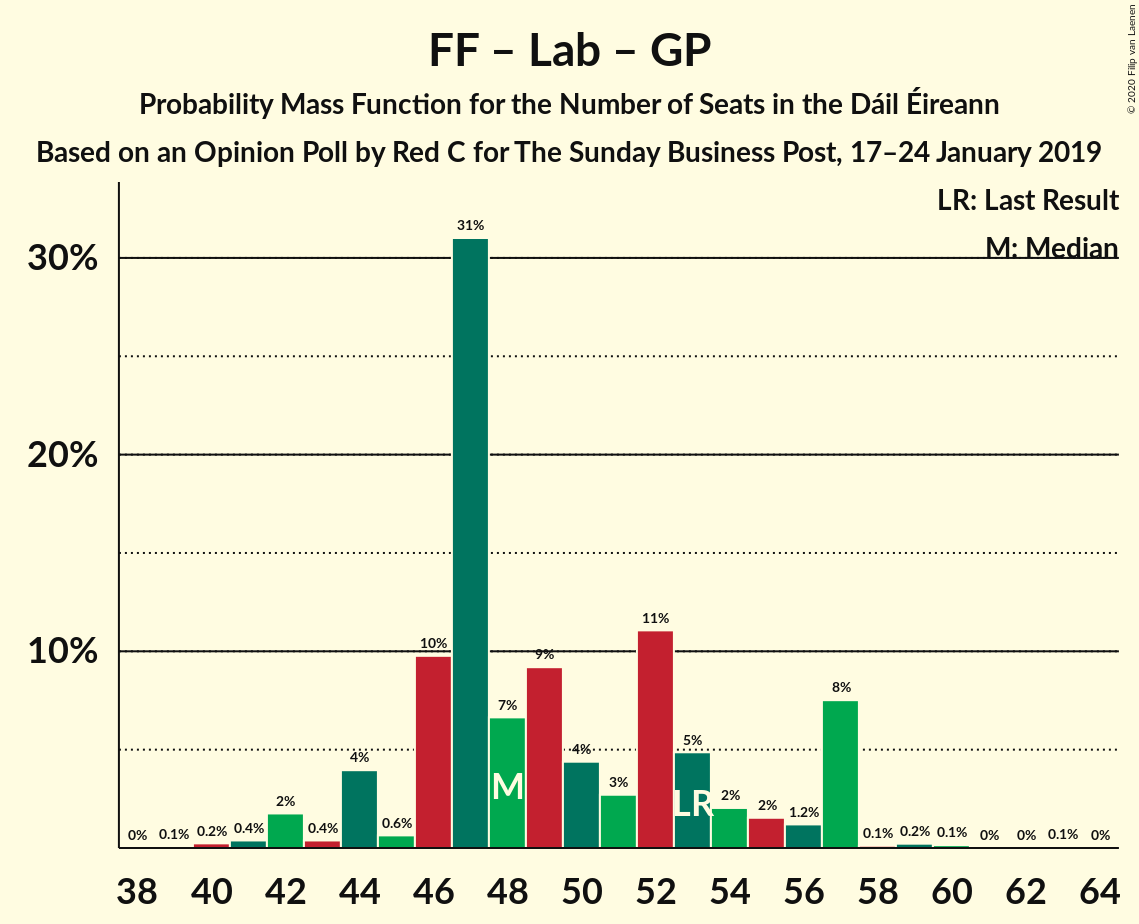 FF – Lab – GP
Probability Mass Function for the Number of Seats in the Dáil Éireann
Based on an Opinion Poll by Red C for The Sunday Business Post, 17–24 January 2019
© 2020 Filip van Laenen
LR: Last Result
M: Median
30%
20%
10%
0% 0.1% 0.2% 0.4% 2% 0.4% 4% 0.6% 10% 31% 7% 9% 4% 3% 11% 5% 2% 2% 1.2% 8% 0.1% 0.2% 0.1% 0% 0% 0.1% 0%
M LR
38 40 42 44 46 48 50 52 54 56 58 60 62 64